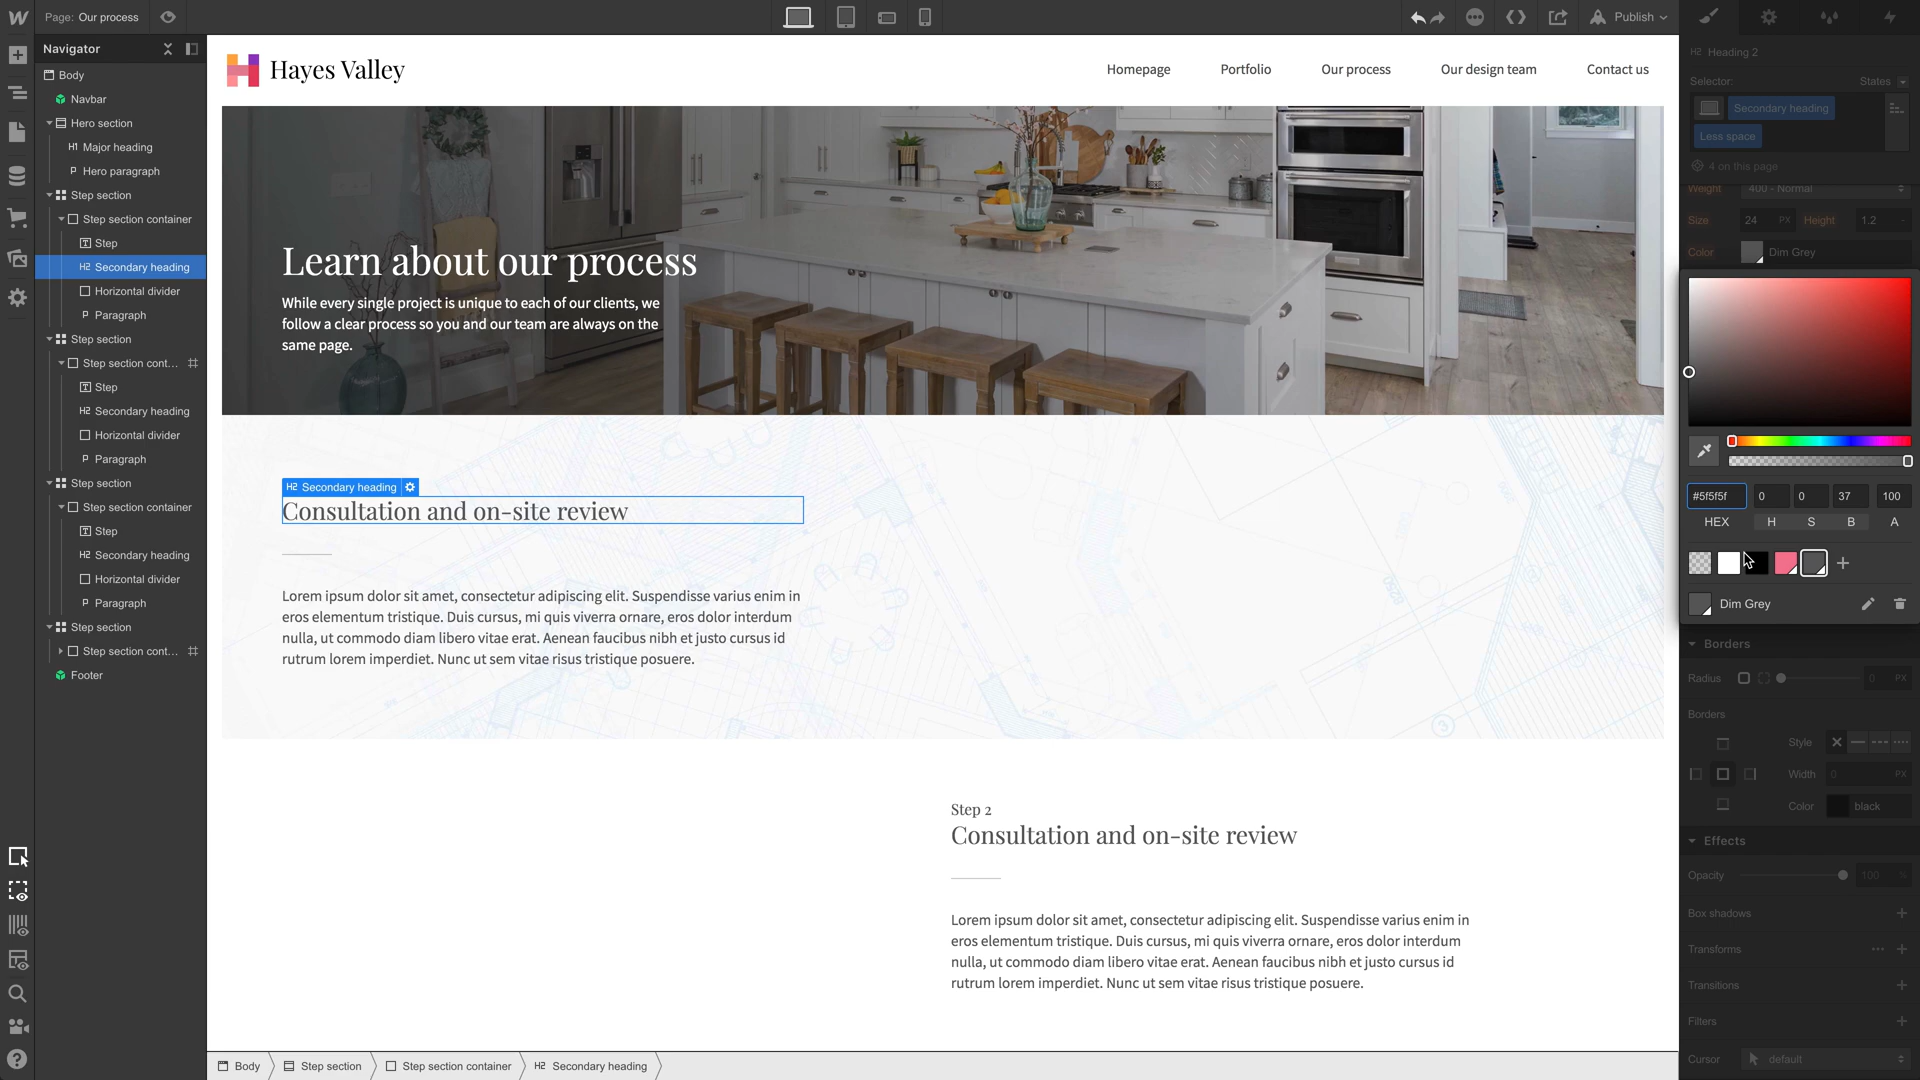 Page: Our process
Publish
Navigator
Body
Navbar
Hero section
H1 Major heading
P Hero paragraph
Step section
Step section container
Step
H2 Secondary heading
Horizontal divider
P Paragraph
Step section
Step section cont...
Step
H2 Secondary heading
Horizontal divider
P Paragraph
Step section
Step section container
Step
H2 Secondary heading
Horizontal divider
P Paragraph
Step section
Step section cont...
Footer
Hayes Valley
Homepage
Portfolio
Our process
Our design team
Contact us
Learn about our process
While every single project is unique to each of our clients, we
follow a clear process so you and our team are always on the
same page.
H2 Secondary heading
Consultation and on-site review
Lorem ipsum dolor sit amet, consectetur adipiscing elit. Suspendisse varius enim in
eros elementum tristique. Duis cursus, mi quis viverra ornare, eros dolor interdum
nulla, ut commodo diam libero vitae erat. Aenean faucibus nibh et justo cursus id
rutrum lorem imperdiet. Nunc ut sem vitae risus tristique posuere.
Step 2
Consultation and on-site review
Lorem ipsum dolor sit amet, consectetur adipiscing elit. Suspendisse varius enim in
eros elementum tristique. Duis cursus, mi quis viverra ornare, eros dolor interdum
nulla, ut commodo diam libero vitae erat. Aenean faucibus nibh et justo cursus id
rutrum lorem imperdiet. Nunc ut sem vitae risus tristique posuere.
Body
Step section
Step section container
H2 Secondary heading
H2 Heading 2
Selector:
States
Secondary heading
Less space
4 on this page
Weight 400 - Normal
Size 24 PX Height 1.2 -
Color Dim Grey
#5f5f5f 0 0 37 100
HEX H S B A
Dim Grey
Borders
Radius 0 PX
Borders
Style
Width 0 PX
Color black
Effects
Opacity 100 %
Box shadows
Transforms
Transitions
Filters
Cursor default